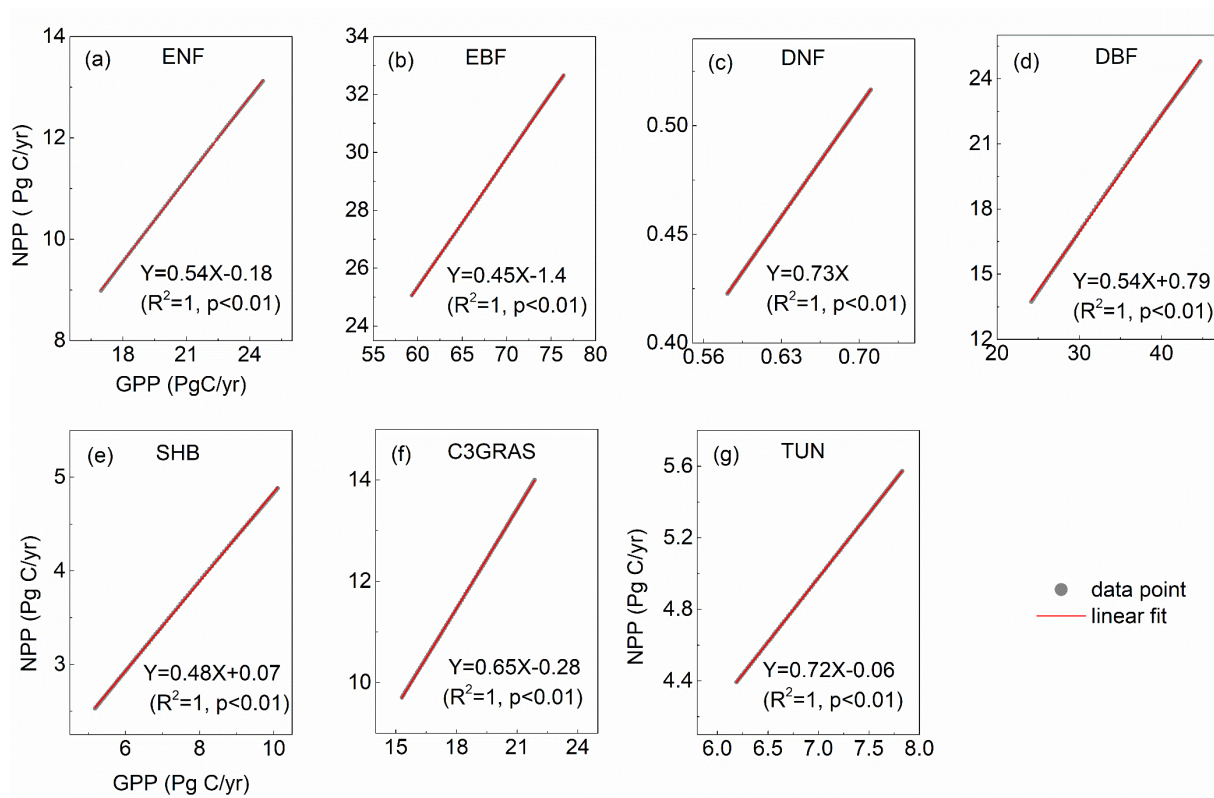 (a) ENF
NPP ( Pg C/yr)
14
12
10
8
Y=0.54X-0.18
(R²=1, p<0.01)
18 21 24
GPP (PgC/yr)
(b) EBF
34
32
30
28
26
24
Y=0.45X-1.4
(R²=1, p<0.01)
55 60 65 70 75 80
(c) DNF
0.50
0.45
0.40
Y=0.73X
(R²=1, p<0.01)
0.56 0.63 0.70
(d) DBF
24
21
18
15
12
Y=0.54X+0.79
(R²=1, p<0.01)
20 30 40
(e) SHB
NPP (Pg C/yr)
5
4
3
Y=0.48X+0.07
(R²=1, p<0.01)
6 8 10
GPP (Pg C/yr)
(f) C3GRAS
14
12
10
Y=0.65X-0.28
(R²=1, p<0.01)
15 18 21 24
(g) TUN
NPP (Pg C/yr)
5.6
5.2
4.8
4.4
Y=0.72X-0.06
(R²=1, p<0.01)
6.0 6.5 7.0 7.5 8.0
data point
linear fit